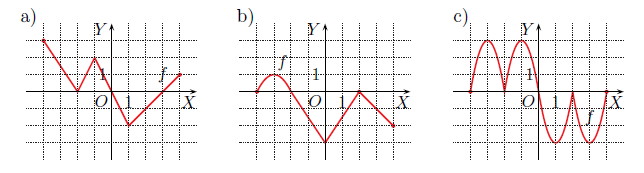 a) b) c)
Y Y Y
f
1 f 1 1
O 1 X O 1 X O 1 X
f